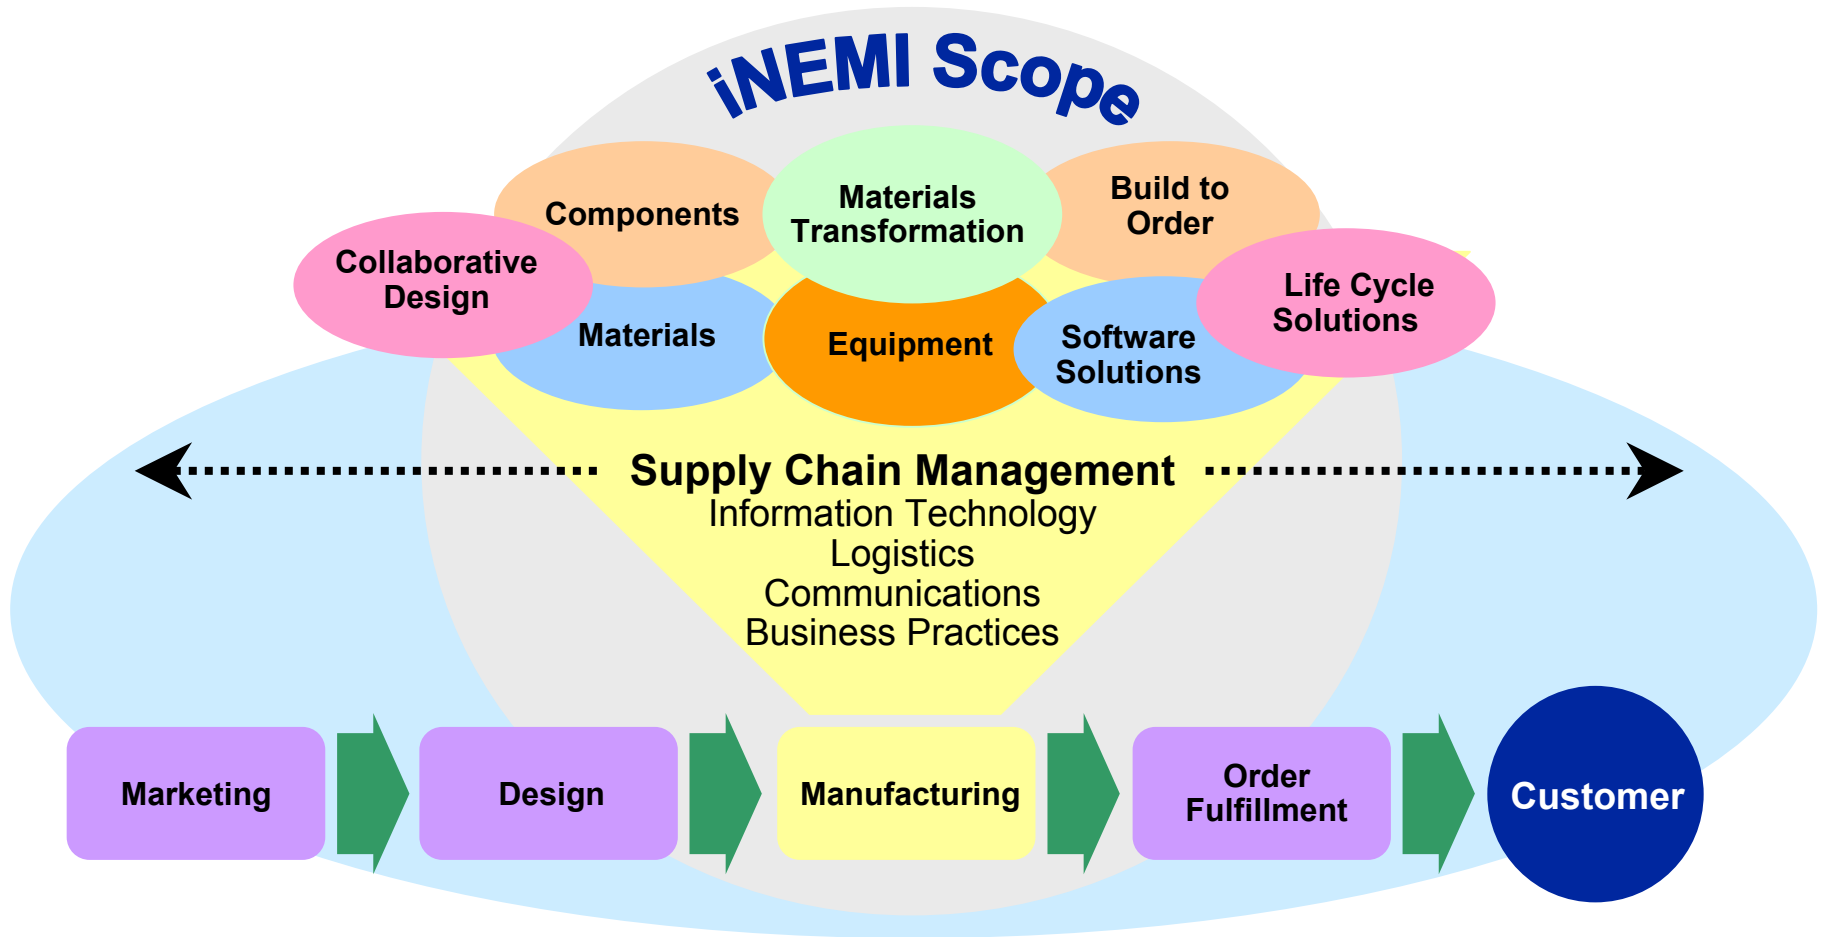 iNEMI Scope
Components
Materials
Transformation
Build to
Order
Collaborative
Design
Life Cycle
Solutions
Materials
Equipment
Software
Solutions
Supply Chain Management
Information Technology
Logistics
Communications
Business Practices
Marketing
Design
Manufacturing
Order
Fulfillment
Customer